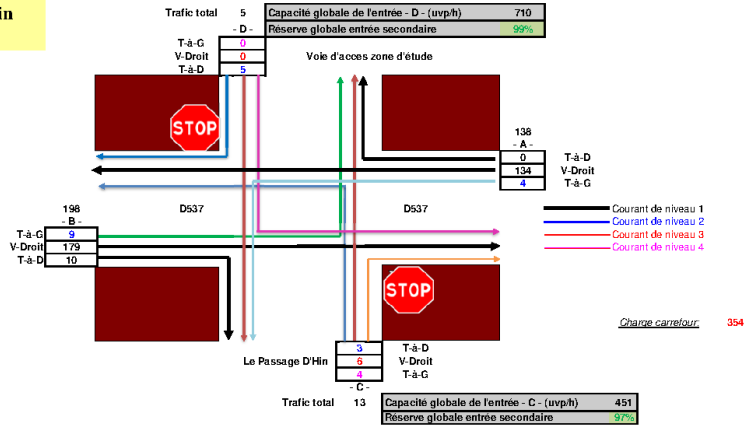 in
Trafic total 5 Capacité globale de l'entrée - D - (uvp/h) 710
- D - Réserve globale entrée secondaire 99%
T-à-G 0
V-Droit 0 Voie d'acces zone d'étude
T-à-D 5
STOP
138
- A -
0 T-à-D
134 V-Droit
4 T-à-G
198 D537 D537 Courant de niveau 1
- B - Courant de niveau 2
T-à-G 9 Courant de niveau 3
V-Droit 179 Courant de niveau 4
T-à-D 10
STOP
Charge carrefour: 354
3 T-à-D
Le Passage D'Hin 6 V-Droit
4 T-à-G
- C -
Trafic total 13 Capacité globale de l'entrée - C - (uvp/h) 451
Réserve globale entrée secondaire 97%